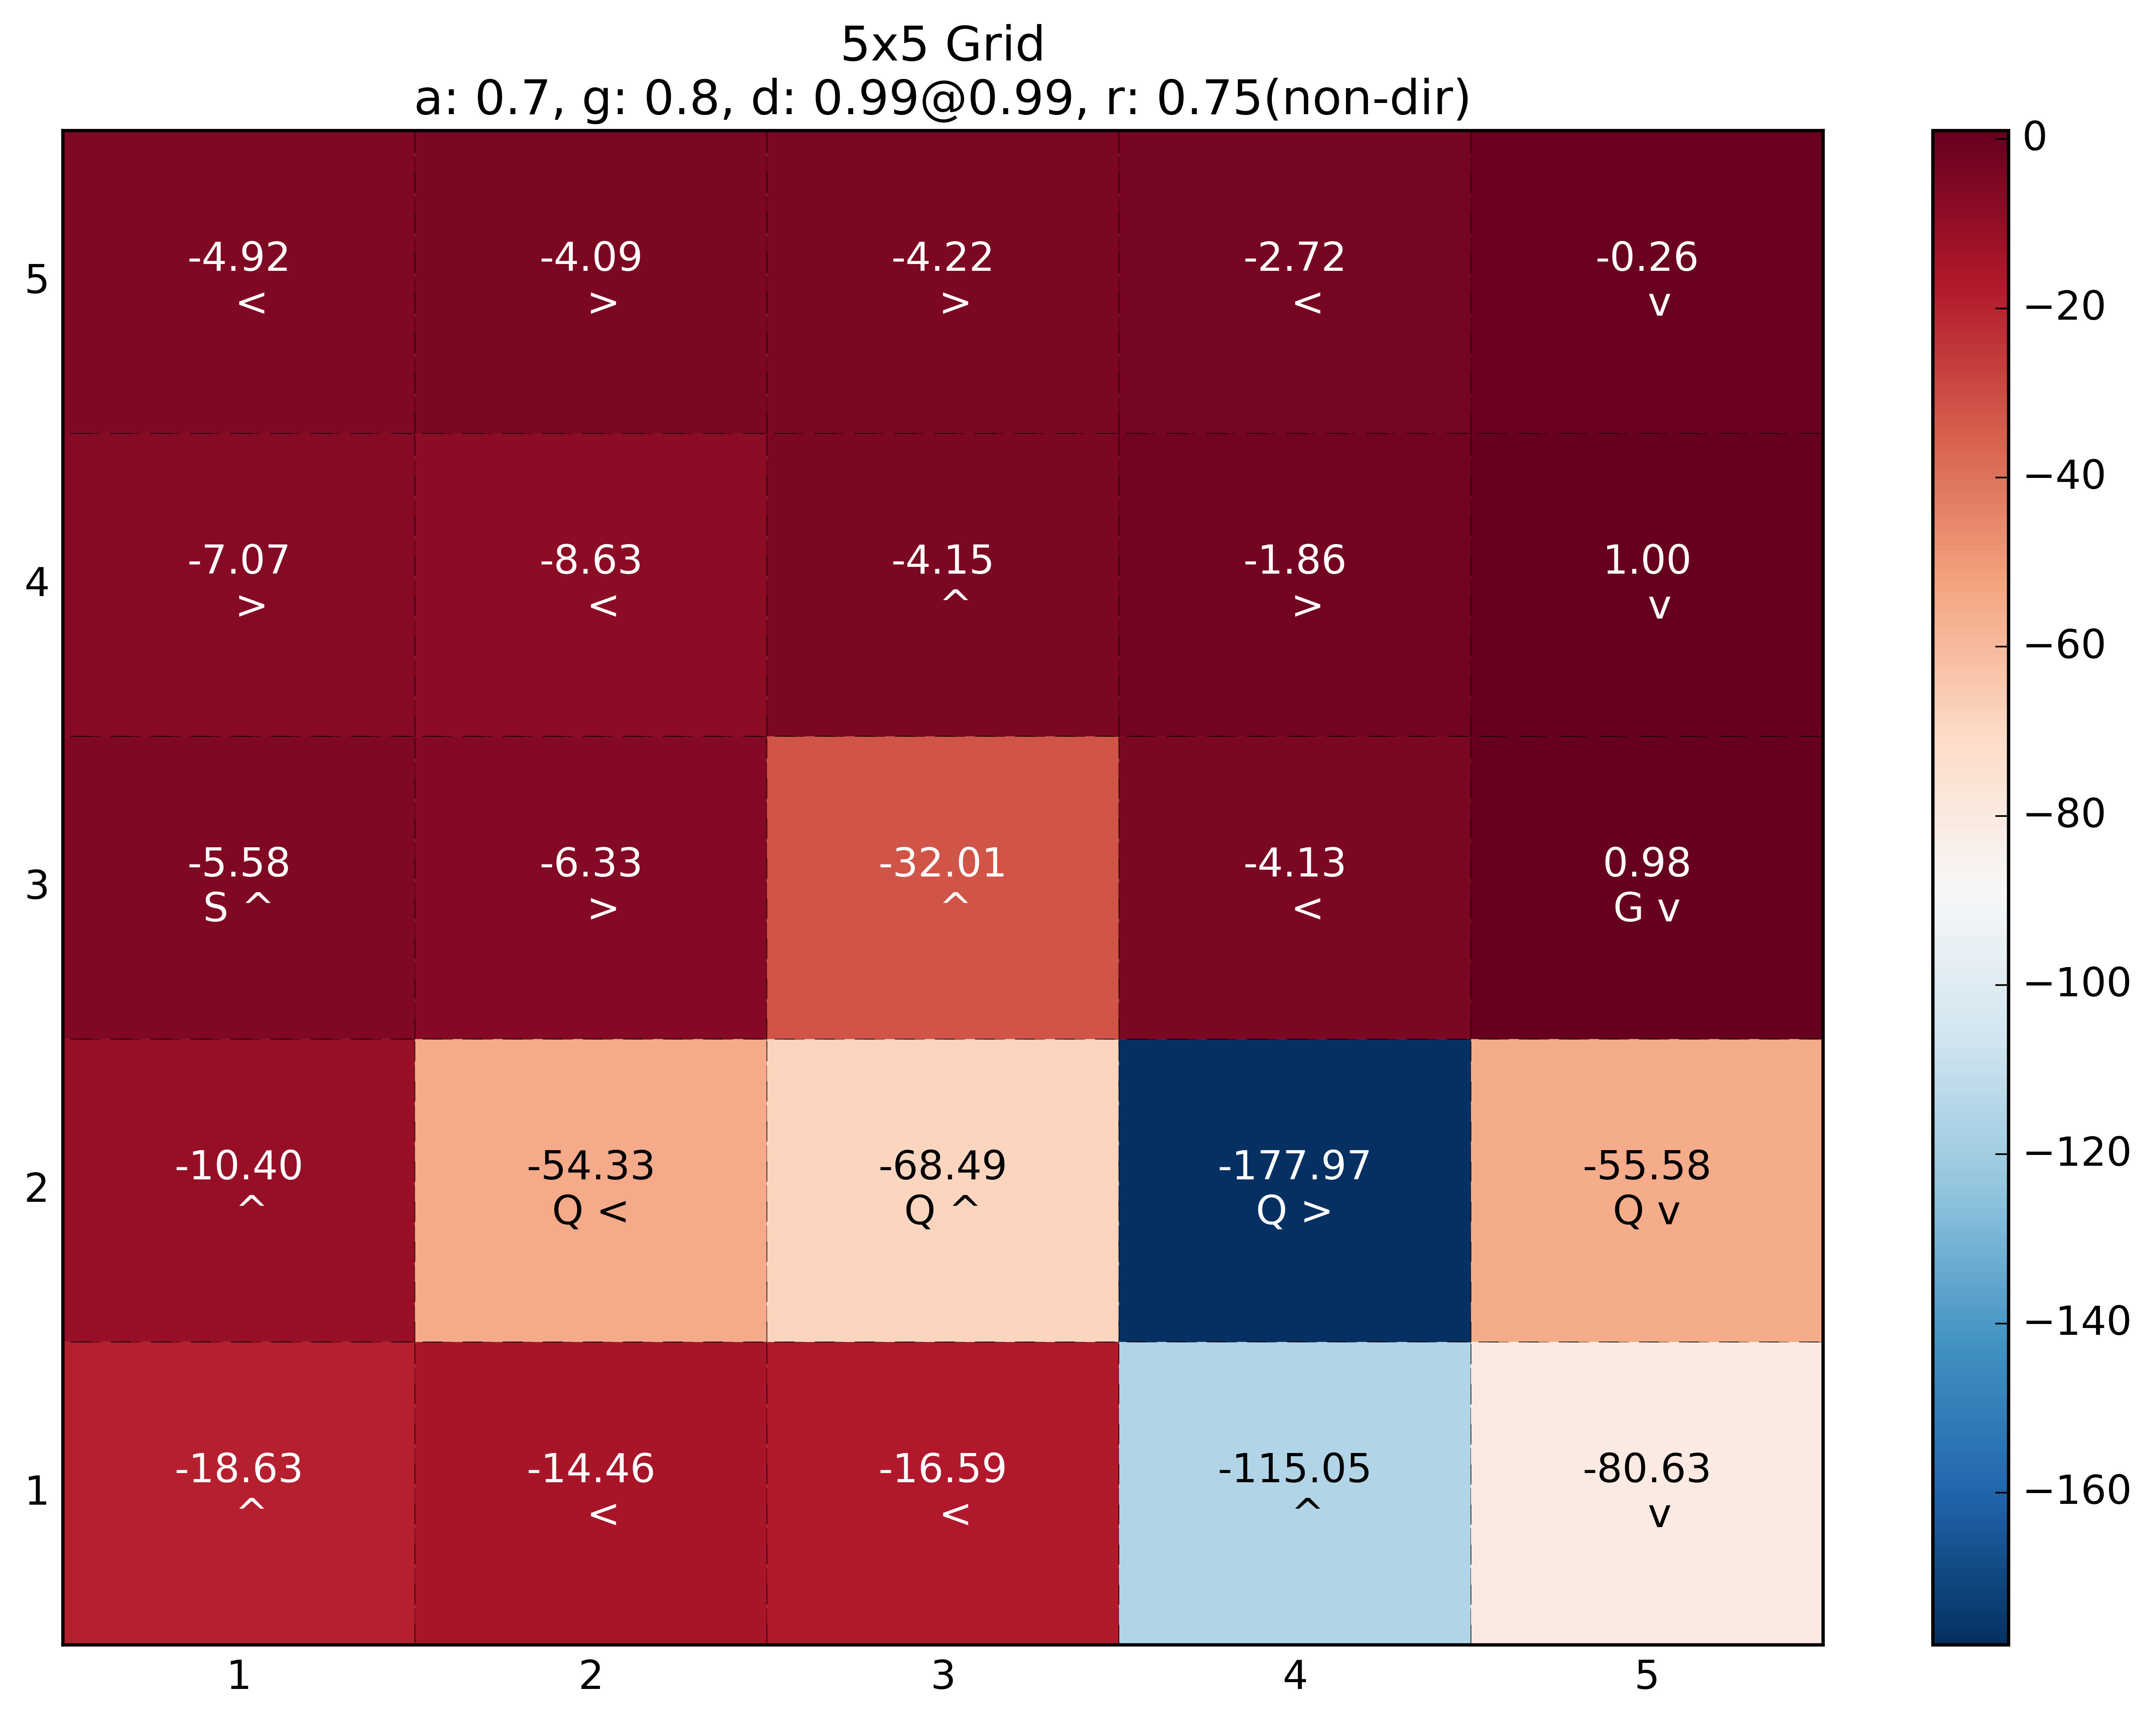 5x5 Grid
a: 0.7, g: 0.8, d: 0.99@0.99, r: 0.75(non-dir)
5
-4.92 -4.09 -4.22 -2.72 -0.26
< > > < v
4
-7.07 -8.63 -4.15 -1.86 1.00
> < ^ > v
3
-5.58 -6.33 -32.01 -4.13 0.98
S ^ > ^ < G v
2
-10.40 -54.33 -68.49 -177.97 -55.58
^ Q < Q ^ Q > Q v
1
-18.63 -14.46 -16.59 -115.05 -80.63
^ < < ^ v
1 2 3 4 5
0
−20
−40
−60
−80
−100
−120
−140
−160